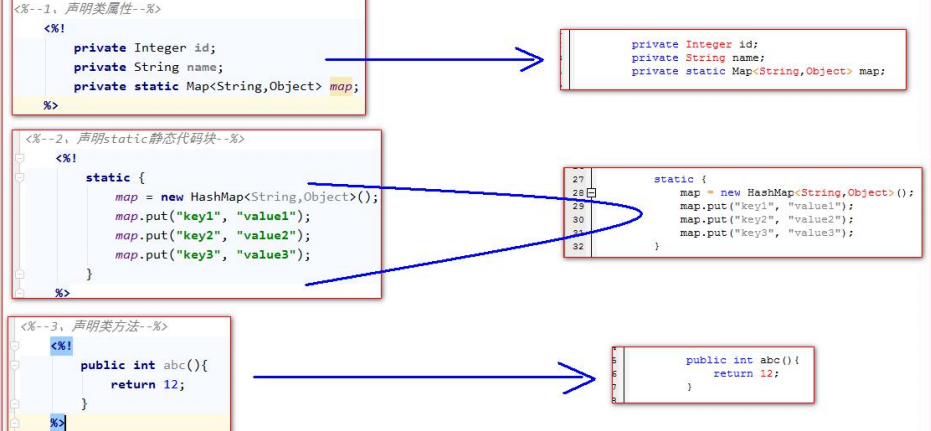 <%--1、声明类属性--%>
<%!
private Integer id;
private String name;
private static Map<String,Object> map;
%>
private Integer id;
private String name;
private static Map<String,Object> map;
<%--2、声明static静态代码块--%>
<%!
static {
map = new HashMap<String,Object>();
map.put("key1", "value1");
map.put("key2", "value2");
map.put("key3", "value3");
}
%>
27 static {
28 map = new HashMap<String,Object>();
29 map.put("key1", "value1");
30 map.put("key2", "value2");
31 map.put("key3", "value3");
32 }
<%--3、声明类方法--%>
<%!
public int abc(){
return 12;
}
%>
5 public int abc(){
6 return 12;
7 }
8